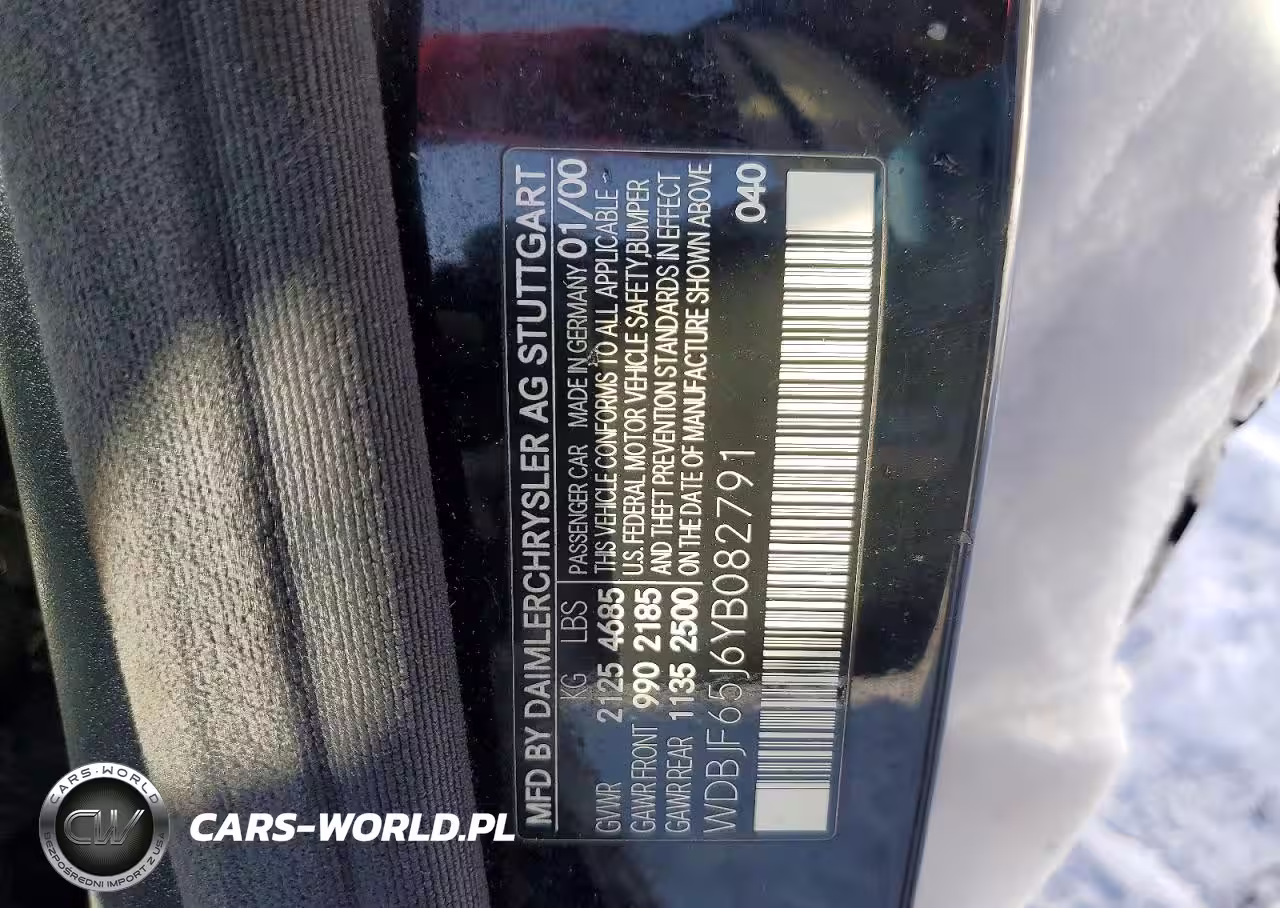 MFD BY DAIMLERCHRYSLER AG STUTTGART
KG LBS PASSENGER CAR MADE IN GERMANY 01/00
GVWR 2125 4685 THIS VEHICLE CONFORMS TO ALL APPLICABLE
GAWR FRONT 990 2185 U.S. FEDERAL MOTOR VEHICLE SAFETY,BUMPER
GAWR REAR 1135 2500 AND THEFT PREVENTION STANDARDS IN EFFECT
ON THE DATE OF MANUFACTURE SHOWN ABOVE
WDBJF65J6YB082791
040
CARS-WORLD
CW
BEZPOŚREDNI IMPORT Z USA
CARS-WORLD.PL